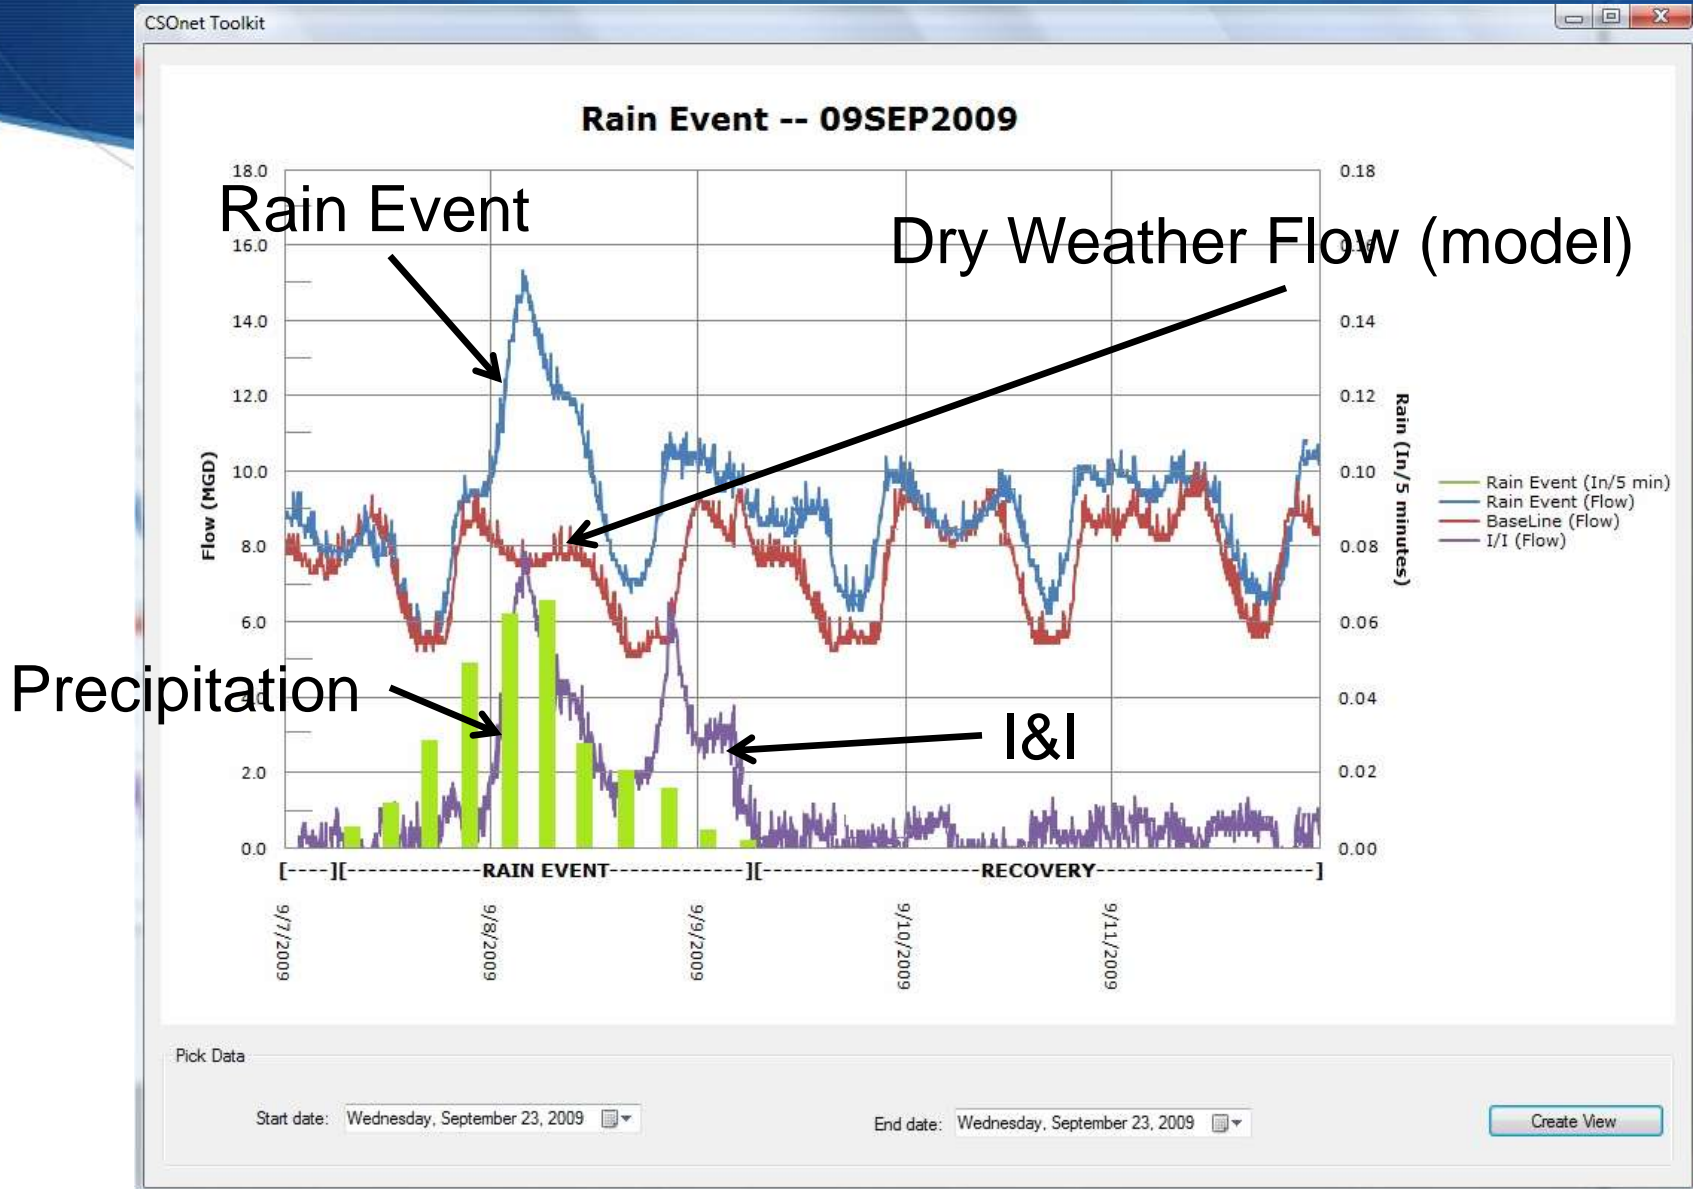 CSOnet Toolkit
Rain Event -- 09SEP2009
Rain Event
Dry Weather Flow (model)
Precipitation
I&I
Flow (MGD)
18.0
16.0
14.0
12.0
10.0
8.0
6.0
2.0
0.0
0.18
0.14
0.12
0.10
0.08
0.06
0.04
0.02
0.00
Rain (In/5 minutes)
Rain Event (In/5 min)
Rain Event (Flow)
BaseLine (Flow)
I/I (Flow)
[----][-------------RAIN EVENT-------------][---------------------RECOVERY---------------------]
9/7/2009
9/8/2009
9/9/2009
9/10/2009
9/11/2009
Pick Data
Start date: Wednesday, September 23, 2009
End date: Wednesday, September 23, 2009
Create View